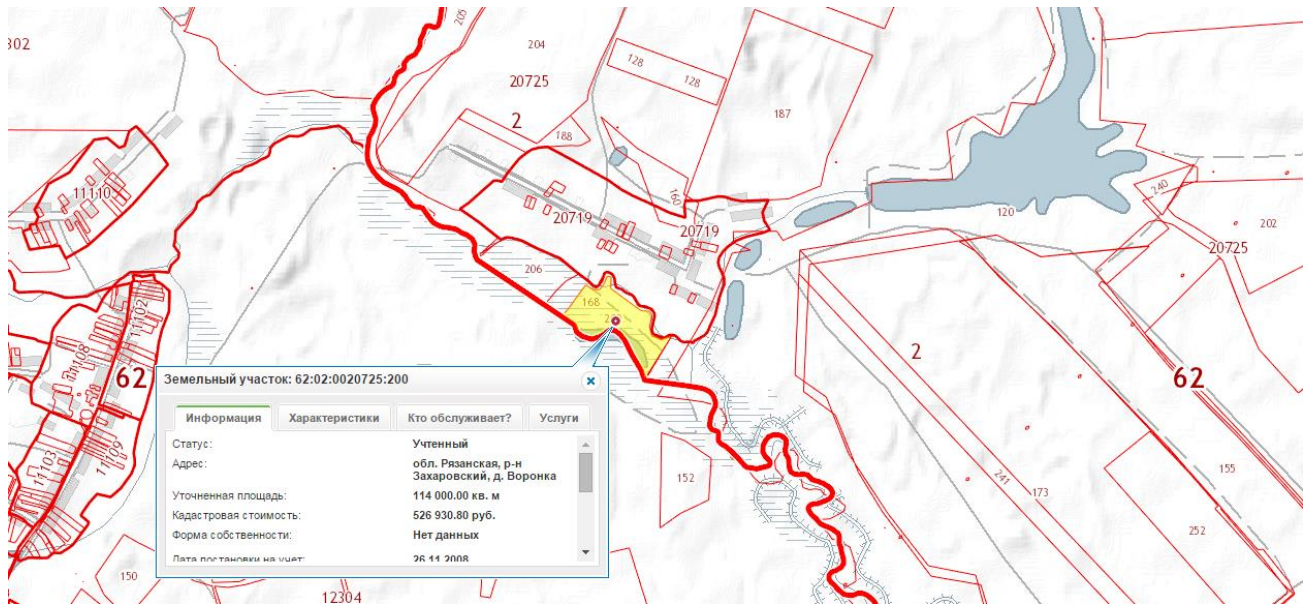 302
205
204
20725
128
128
187
2
188
11110
160
20719
20719
240
120
202
20725
206
168
11102
11108
62
2
62
Земельный участок: 62:02:0020725:200
Информация
Характеристики
Кто обслуживает?
Услуги
Статус:
Учтенный
Адрес:
обл. Рязанская, р-н
Захаровский, д. Воронка
Уточненная площадь:
114 000.00 кв. м
Кадастровая стоимость:
526 930.80 руб.
Форма собственности:
Нет данных
Дата постановки на учет:
26.11.2008
11103
11109
152
241
173
155
252
150
12304